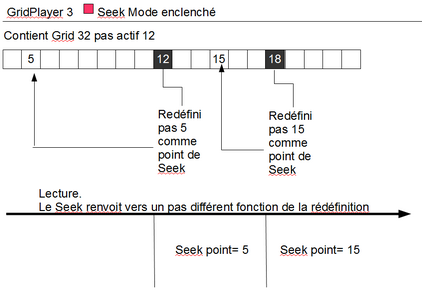 GridPlayer 3 Seek Mode enclenché
Contient Grid 32 pas actif 12
5 12 15 18
Redéfini
pas 5
comme
point de
Seek
Redéfini
pas 15
comme
point de
Seek
Lecture.
Le Seek renvoit vers un pas différent fonction de la rédéfinition
Seek point= 5 Seek point= 15